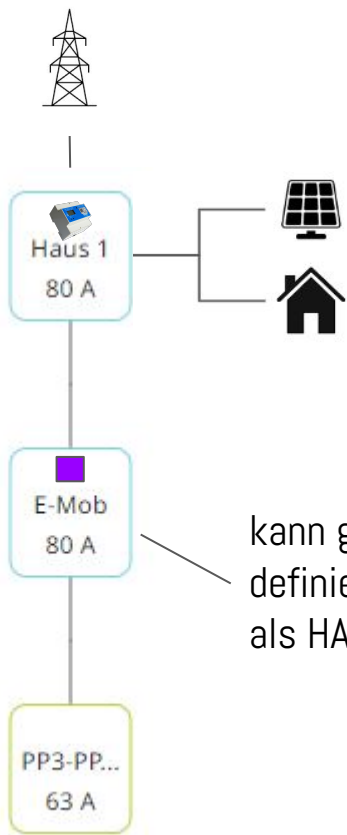 Haus 1
80 A
E-Mob
80 A
kann
definie
als HA
PP3-PP...
63 A